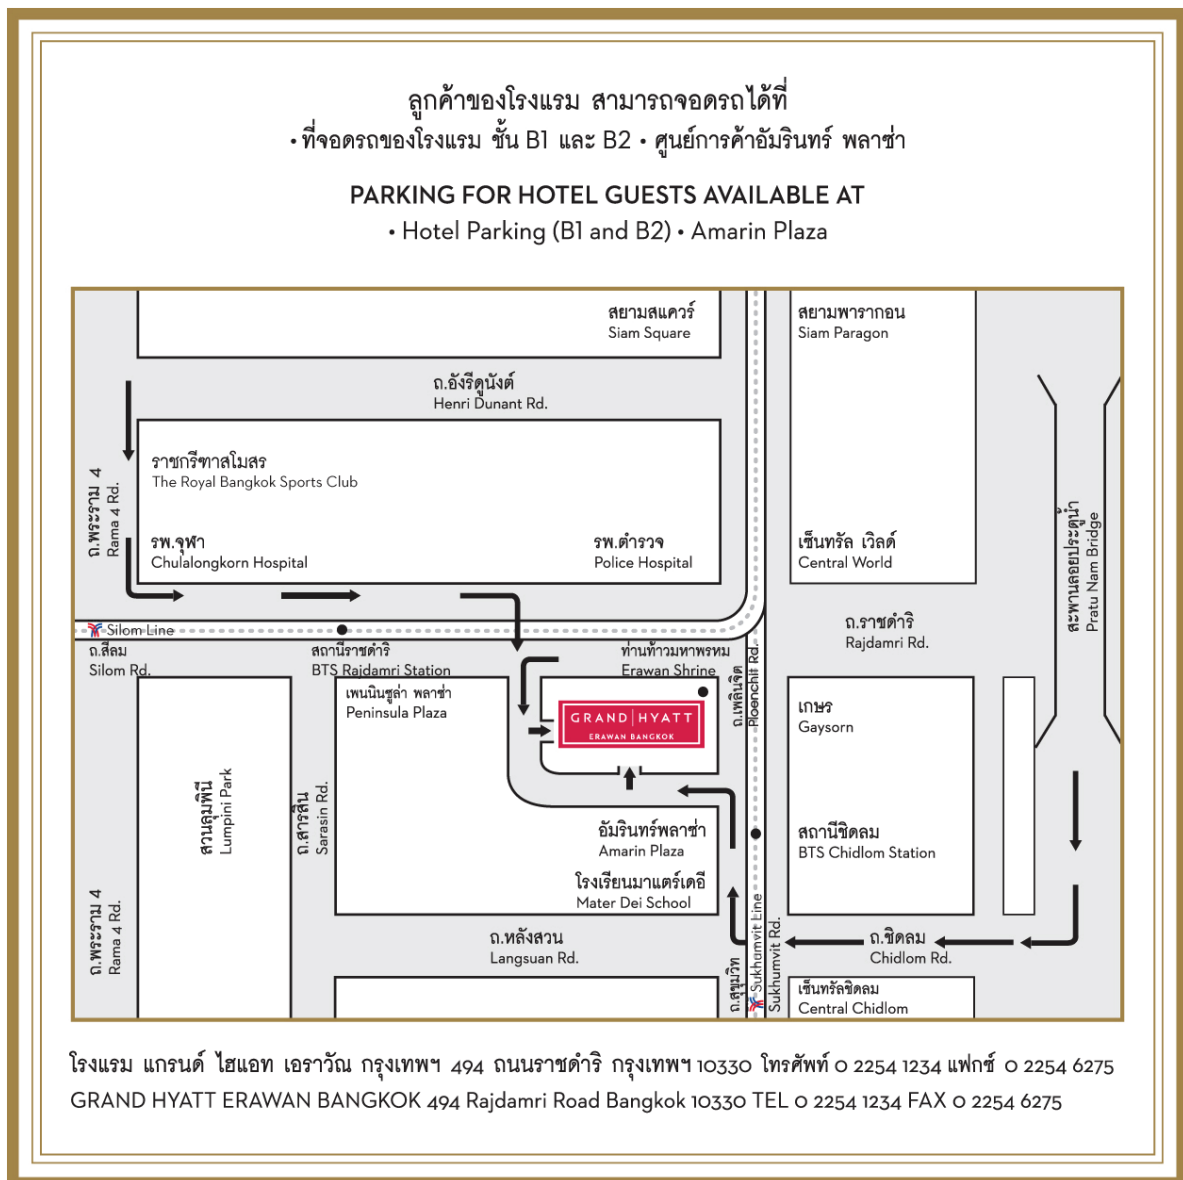 ลูกค้าของโรงแรม สามารถจอดรถได้ที่
• ที่จอดรถของโรงแรม ชั้น B1 และ B2 • ศูนย์การค้าอัมรินทร์ พลาซ่า
PARKING FOR HOTEL GUESTS AVAILABLE AT
• Hotel Parking (B1 and B2) • Amarin Plaza
สยามสแควร์
Siam Square
สยามพารากอน
Siam Paragon
ถ.อังรีดูนังต์
Henri Dunant Rd.
ราชกรีฑาสโมสร
The Royal Bangkok Sports Club
ถ.พระราม 4
Rama 4 Rd.
รพ.จุฬา
Chulalongkorn Hospital
รพ.ตำรวจ
Police Hospital
เซ็นทรัล เวิลด์
Central World
สะพานลอยประตูน้ำ
Pratu Nam Bridge
Silom Line
ถ.สีลม
Silom Rd.
สถานีราชดำริ
BTS Rajdamri Station
ท่านท้าวมหาพรหม
Erawan Shrine
ถ.ราชดำริ
Rajdamri Rd.
ถ.เพลินจิต
Ploenchit Rd.
เพนนินซูล่า พลาซ่า
Peninsula Plaza
GRAND HYATT
ERAWAN BANGKOK
เกษร
Gaysorn
สวนลุมพินี
Lumpini Park
ถ.สารสิน
Sarasin Rd.
อัมรินทร์พลาซ่า
Amarin Plaza
สถานีชิดลม
BTS Chidlom Station
โรงเรียนมาแตร์เดอี
Mater Dei School
ถ.พระราม 4
Rama 4 Rd.
ถ.หลังสวน
Langsuan Rd.
ถ.สุขุมวิท
Sukhumvit Line
Sukhumvit Rd.
ถ.ชิดลม
Chidlom Rd.
เซ็นทรัลชิดลม
Central Chidlom
โรงแรม แกรนด์ ไฮแอท เอราวัณ กรุงเทพฯ 494 ถนนราชดำริ กรุงเทพฯ 10330 โทรศัพท์ 0 2254 1234 แฟกซ์ 0 2254 6275
GRAND HYATT ERAWAN BANGKOK 494 Rajdamri Road Bangkok 10330 TEL 0 2254 1234 FAX 0 2254 6275